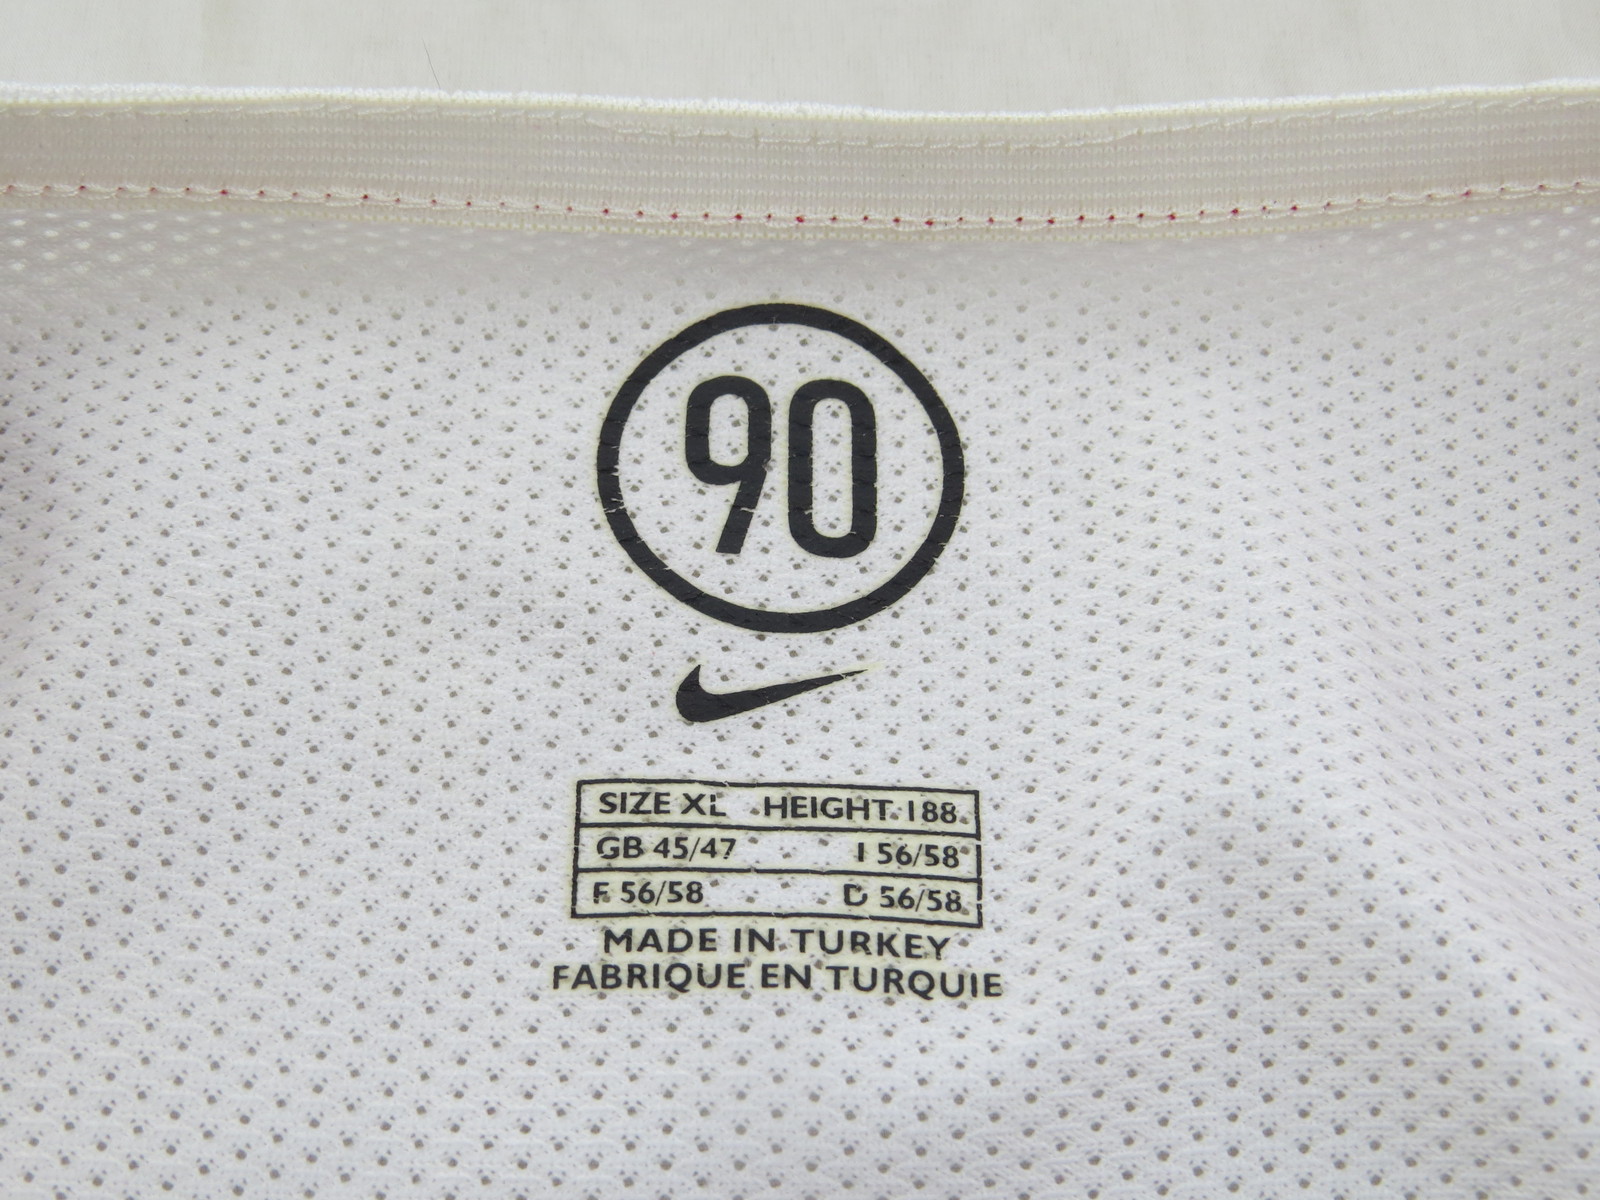 90
SIZE XL HEIGHT 188
GB 45/47 I 56/58
F 56/58 D 56/58
MADE IN TURKEY
FABRIQUE EN TURQUIE